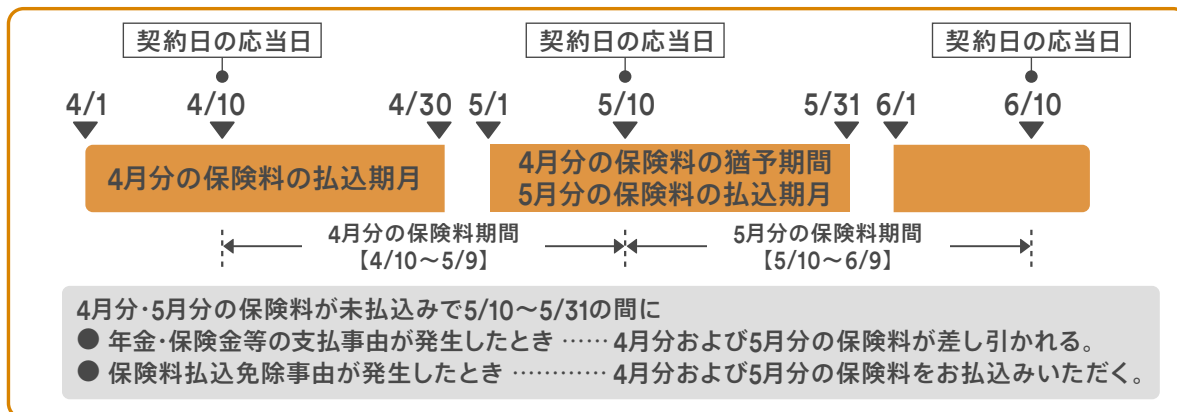 契約日の応当日 契約日の応当日 契約日の応当日
4/1 4/10 4/30 5/1 5/10 5/31 6/1 6/10
4月分の保険料の払込期月
4月分の保険料の猶予期間
5月分の保険料の払込期月
4月分の保険料期間
【4/10～5/9】
5月分の保険料期間
【5/10～6/9】
4月分・5月分の保険料が未払込みで5/10～5/31の間に
● 年金・保険金等の支払事由が発生したとき …… 4月分および5月分の保険料が差し引かれる。
● 保険料払込免除事由が発生したとき ………… 4月分および5月分の保険料をお払込みいただく。